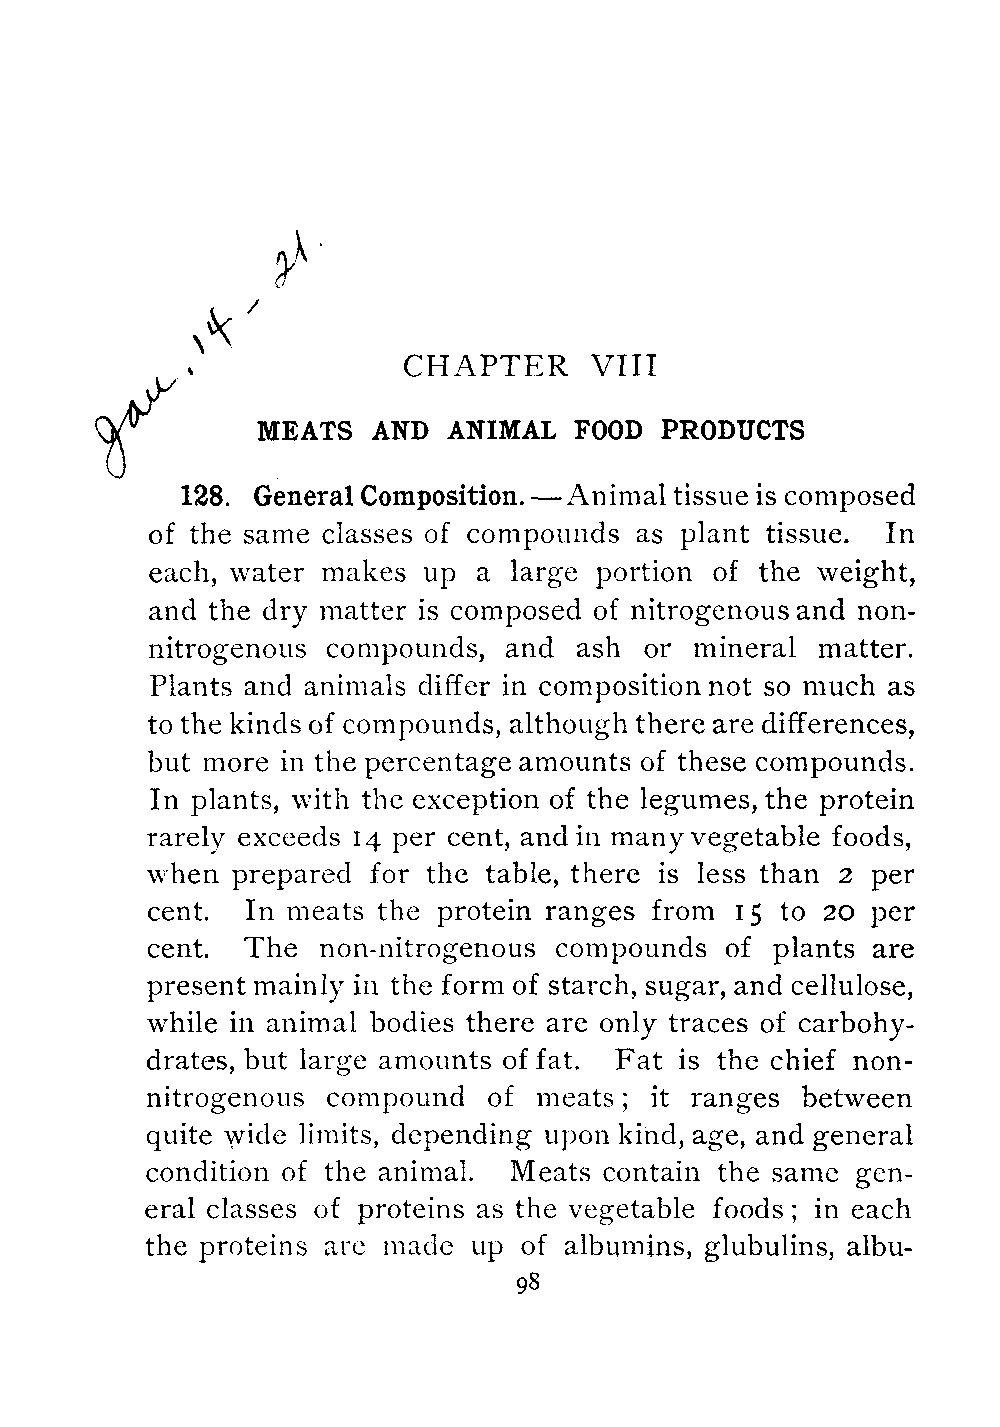 Jan. 14 - 21.
CHAPTER VIII
MEATS AND ANIMAL FOOD PRODUCTS
128. General Composition. — Animal tissue is composed
of the same classes of compounds as plant tissue. In
each, water makes up a large portion of the weight,
and the dry matter is composed of nitrogenous and non-
nitrogenous compounds, and ash or mineral matter.
Plants and animals differ in composition not so much as
to the kinds of compounds, although there are differences,
but more in the percentage amounts of these compounds.
In plants, with the exception of the legumes, the protein
rarely exceeds 14 per cent, and in many vegetable foods,
when prepared for the table, there is less than 2 per
cent. In meats the protein ranges from 15 to 20 per
cent. The non-nitrogenous compounds of plants are
present mainly in the form of starch, sugar, and cellulose,
while in animal bodies there are only traces of carbohy-
drates, but large amounts of fat. Fat is the chief non-
nitrogenous compound of meats; it ranges between
quite wide limits, depending upon kind, age, and general
condition of the animal. Meats contain the same gen-
eral classes of proteins as the vegetable foods; in each
the proteins are made up of albumins, glubulins, albu-
98